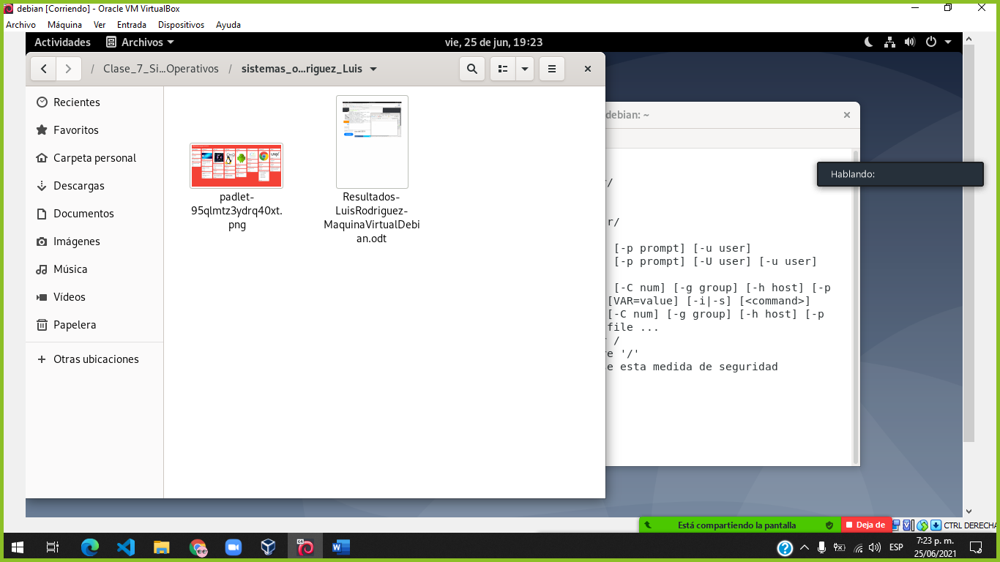 debian [Corriendo] - Oracle VM VirtualBox
Archivo Máquina Ver Entrada Dispositivos Ayuda
Actividades Archivos vie, 25 de jun, 19:23
/ Clase_7_Si...Operativos / sistemas_o...riguez_Luis
Recientes
Favoritos
Carpeta personal
Descargas
Documentos
Imágenes
Música
Vídeos
Papelera
+ Otras ubicaciones
padlet-
95qlmtz3ydrq40xt.
png
Resultados-
LuisRodriguez-
MaquinaVirtualDebi
an.odt
debian: ~
Hablando:
r/
[-p prompt] [-u user]
[-p prompt] [-U user] [-u user]
[-C num] [-g group] [-h host] [-p
[VAR=value] [-i|-s] [<command>]
[-C num] [-g group] [-h host] [-p
file ...
/
e '/'
e esta medida de seguridad
Está compartiendo la pantalla Deja de
CTRL DERECHA
ESP
7:23 p. m.
25/06/2021